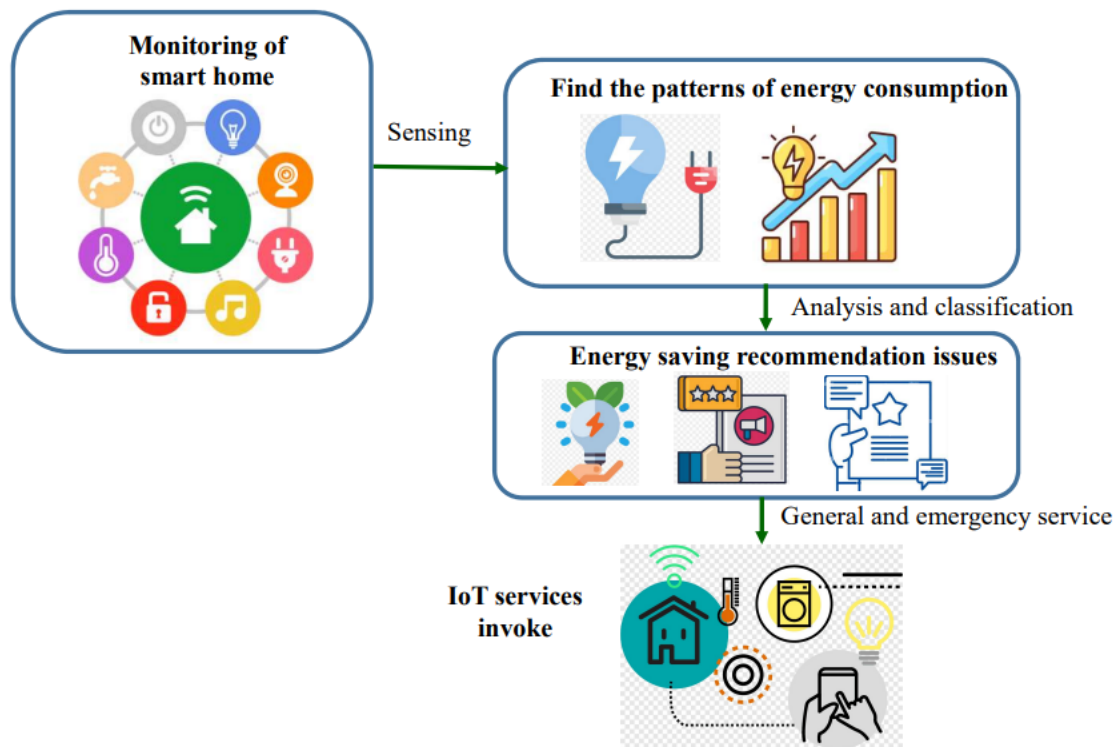 Monitoring of
smart home
Sensing
Find the patterns of energy consumption
Analysis and classification
Energy saving recommendation issues
General and emergency service
IoT services
invoke